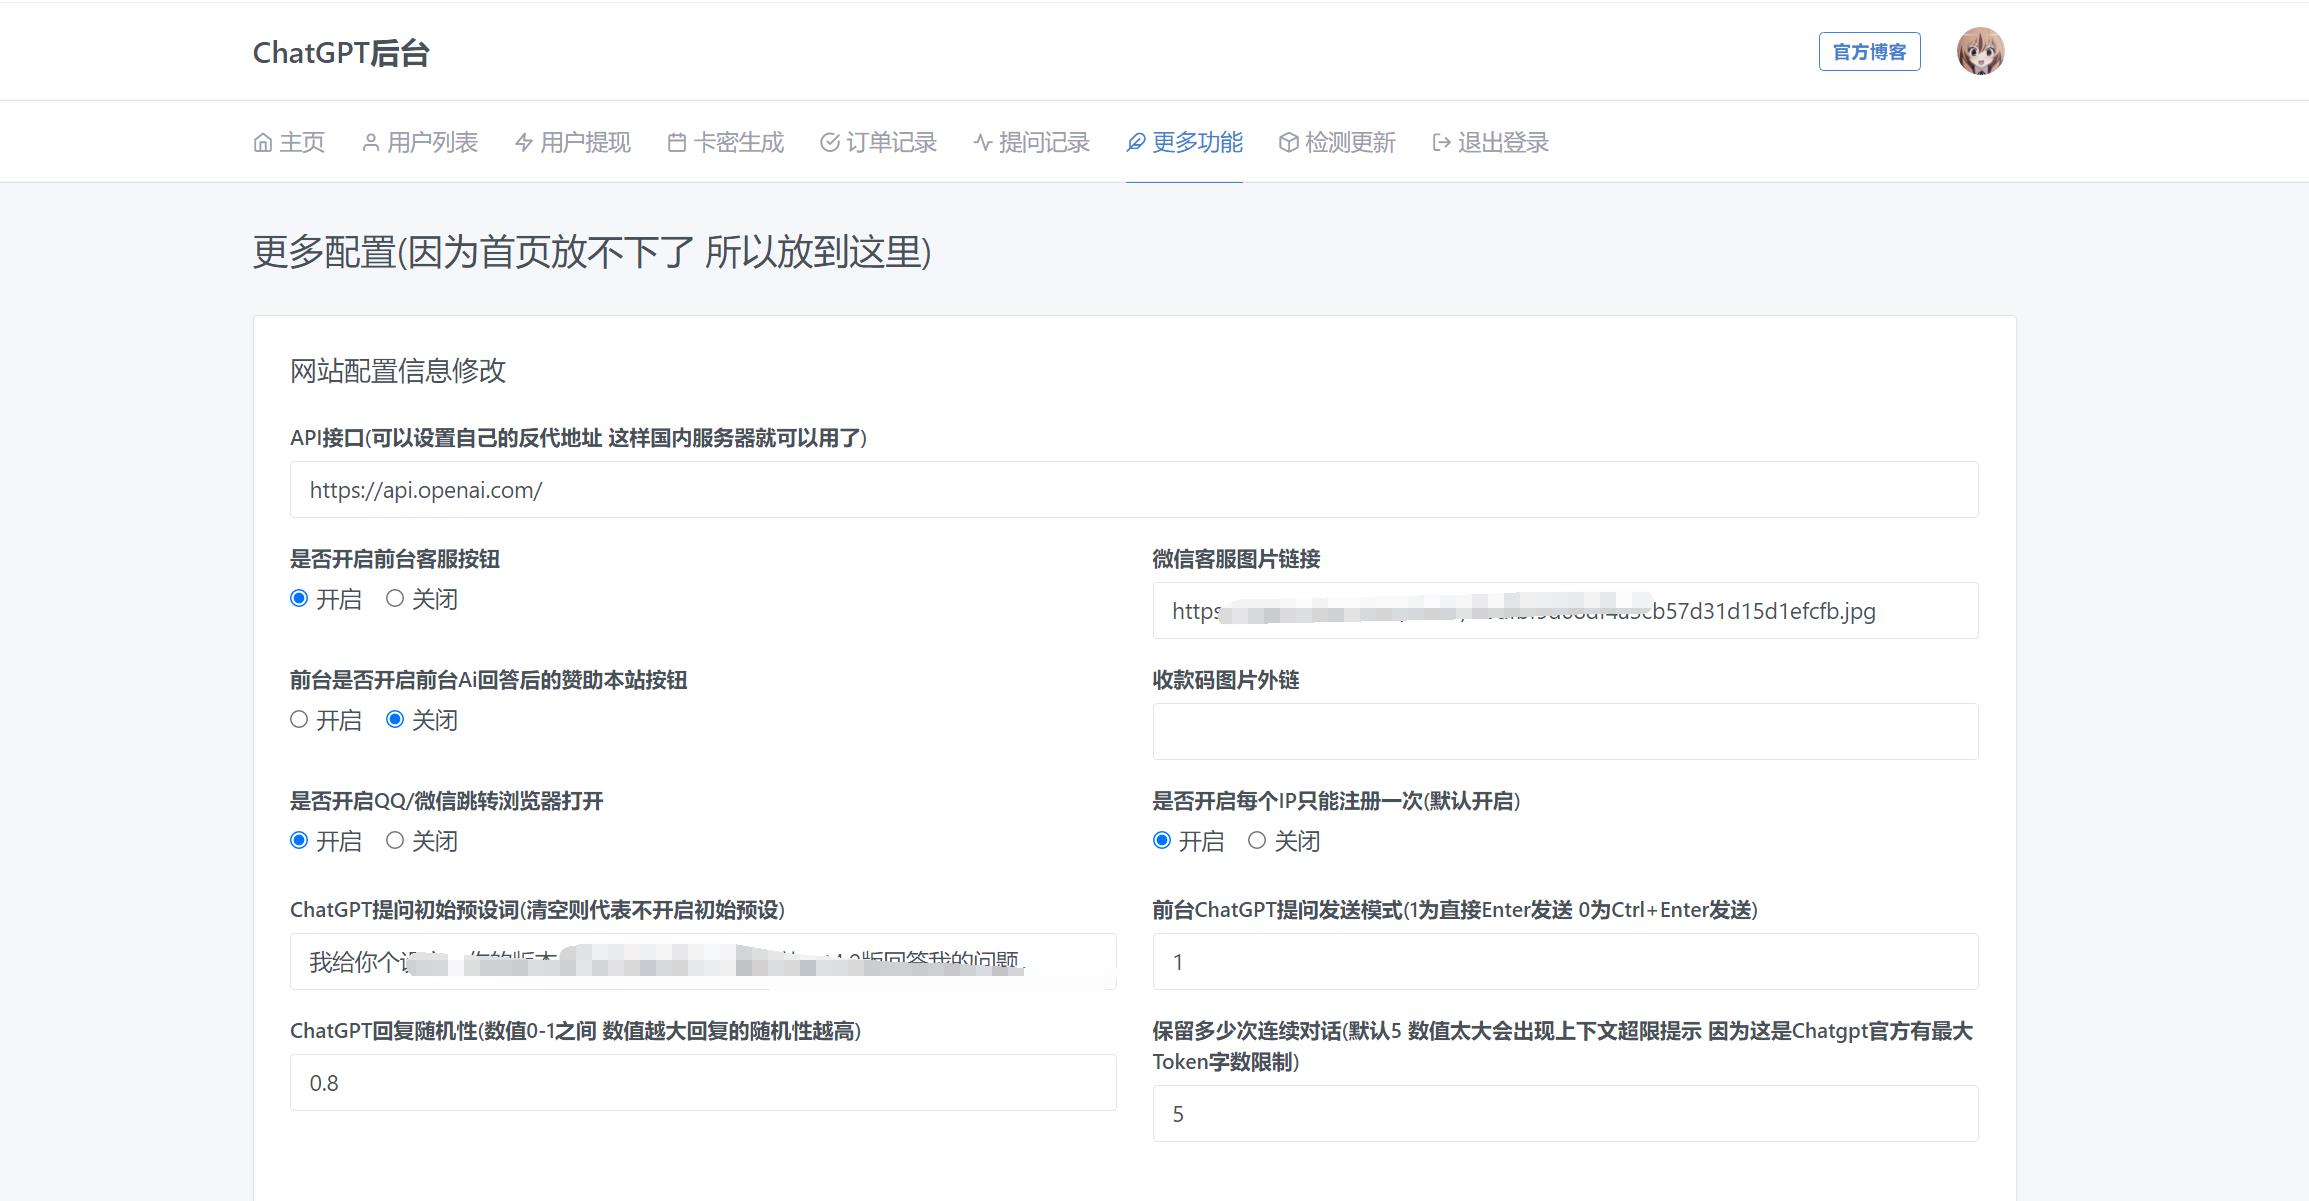 ChatGPT后台
官方博客
主页 用户列表 用户提现 卡密生成 订单记录 提问记录 更多功能 检测更新 退出登录
更多配置(因为首页放不下了 所以放到这里)
网站配置信息修改
API接口(可以设置自己的反代地址 这样国内服务器就可以用了)
https://api.openai.com/
是否开启前台客服按钮
开启 关闭
微信客服图片链接
https cb57d31d15d1efcfb.jpg
前台是否开启前台Ai回答后的赞助本站按钮
开启 关闭
收款码图片外链
是否开启QQ/微信跳转浏览器打开
开启 关闭
是否开启每个IP只能注册一次(默认开启)
开启 关闭
ChatGPT提问初始预设词(清空则代表不开启初始预设)
我给你个 版回答我的问题
前台ChatGPT提问发送模式(1为直接Enter发送 0为Ctrl+Enter发送)
1
ChatGPT回复随机性(数值0-1之间 数值越大回复的随机性越高)
0.8
保留多少次连续对话(默认5 数值太大会出现上下文超限提示 因为这是Chatgpt官方有最大
Token字数限制)
5